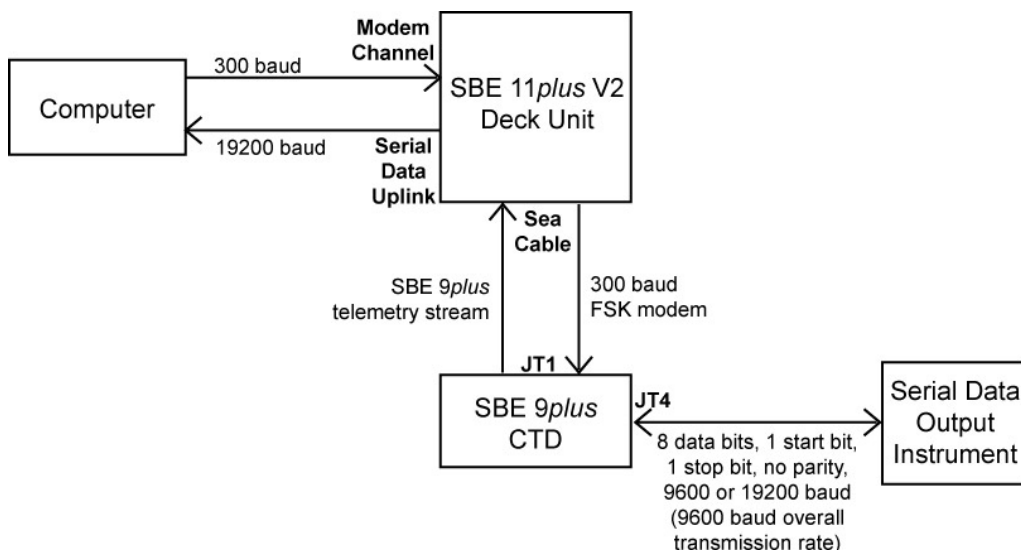 Computer
300 baud
19200 baud
Modem
Channel
Serial
Data
Uplink
SBE 11plus V2
Deck Unit
Sea
Cable
SBE 9plus
telemetry stream
300 baud
FSK modem
JT1
SBE 9plus
CTD
JT4
8 data bits, 1 start bit,
1 stop bit, no parity,
9600 or 19200 baud
(9600 baud overall
transmission rate)
Serial Data
Output
Instrument